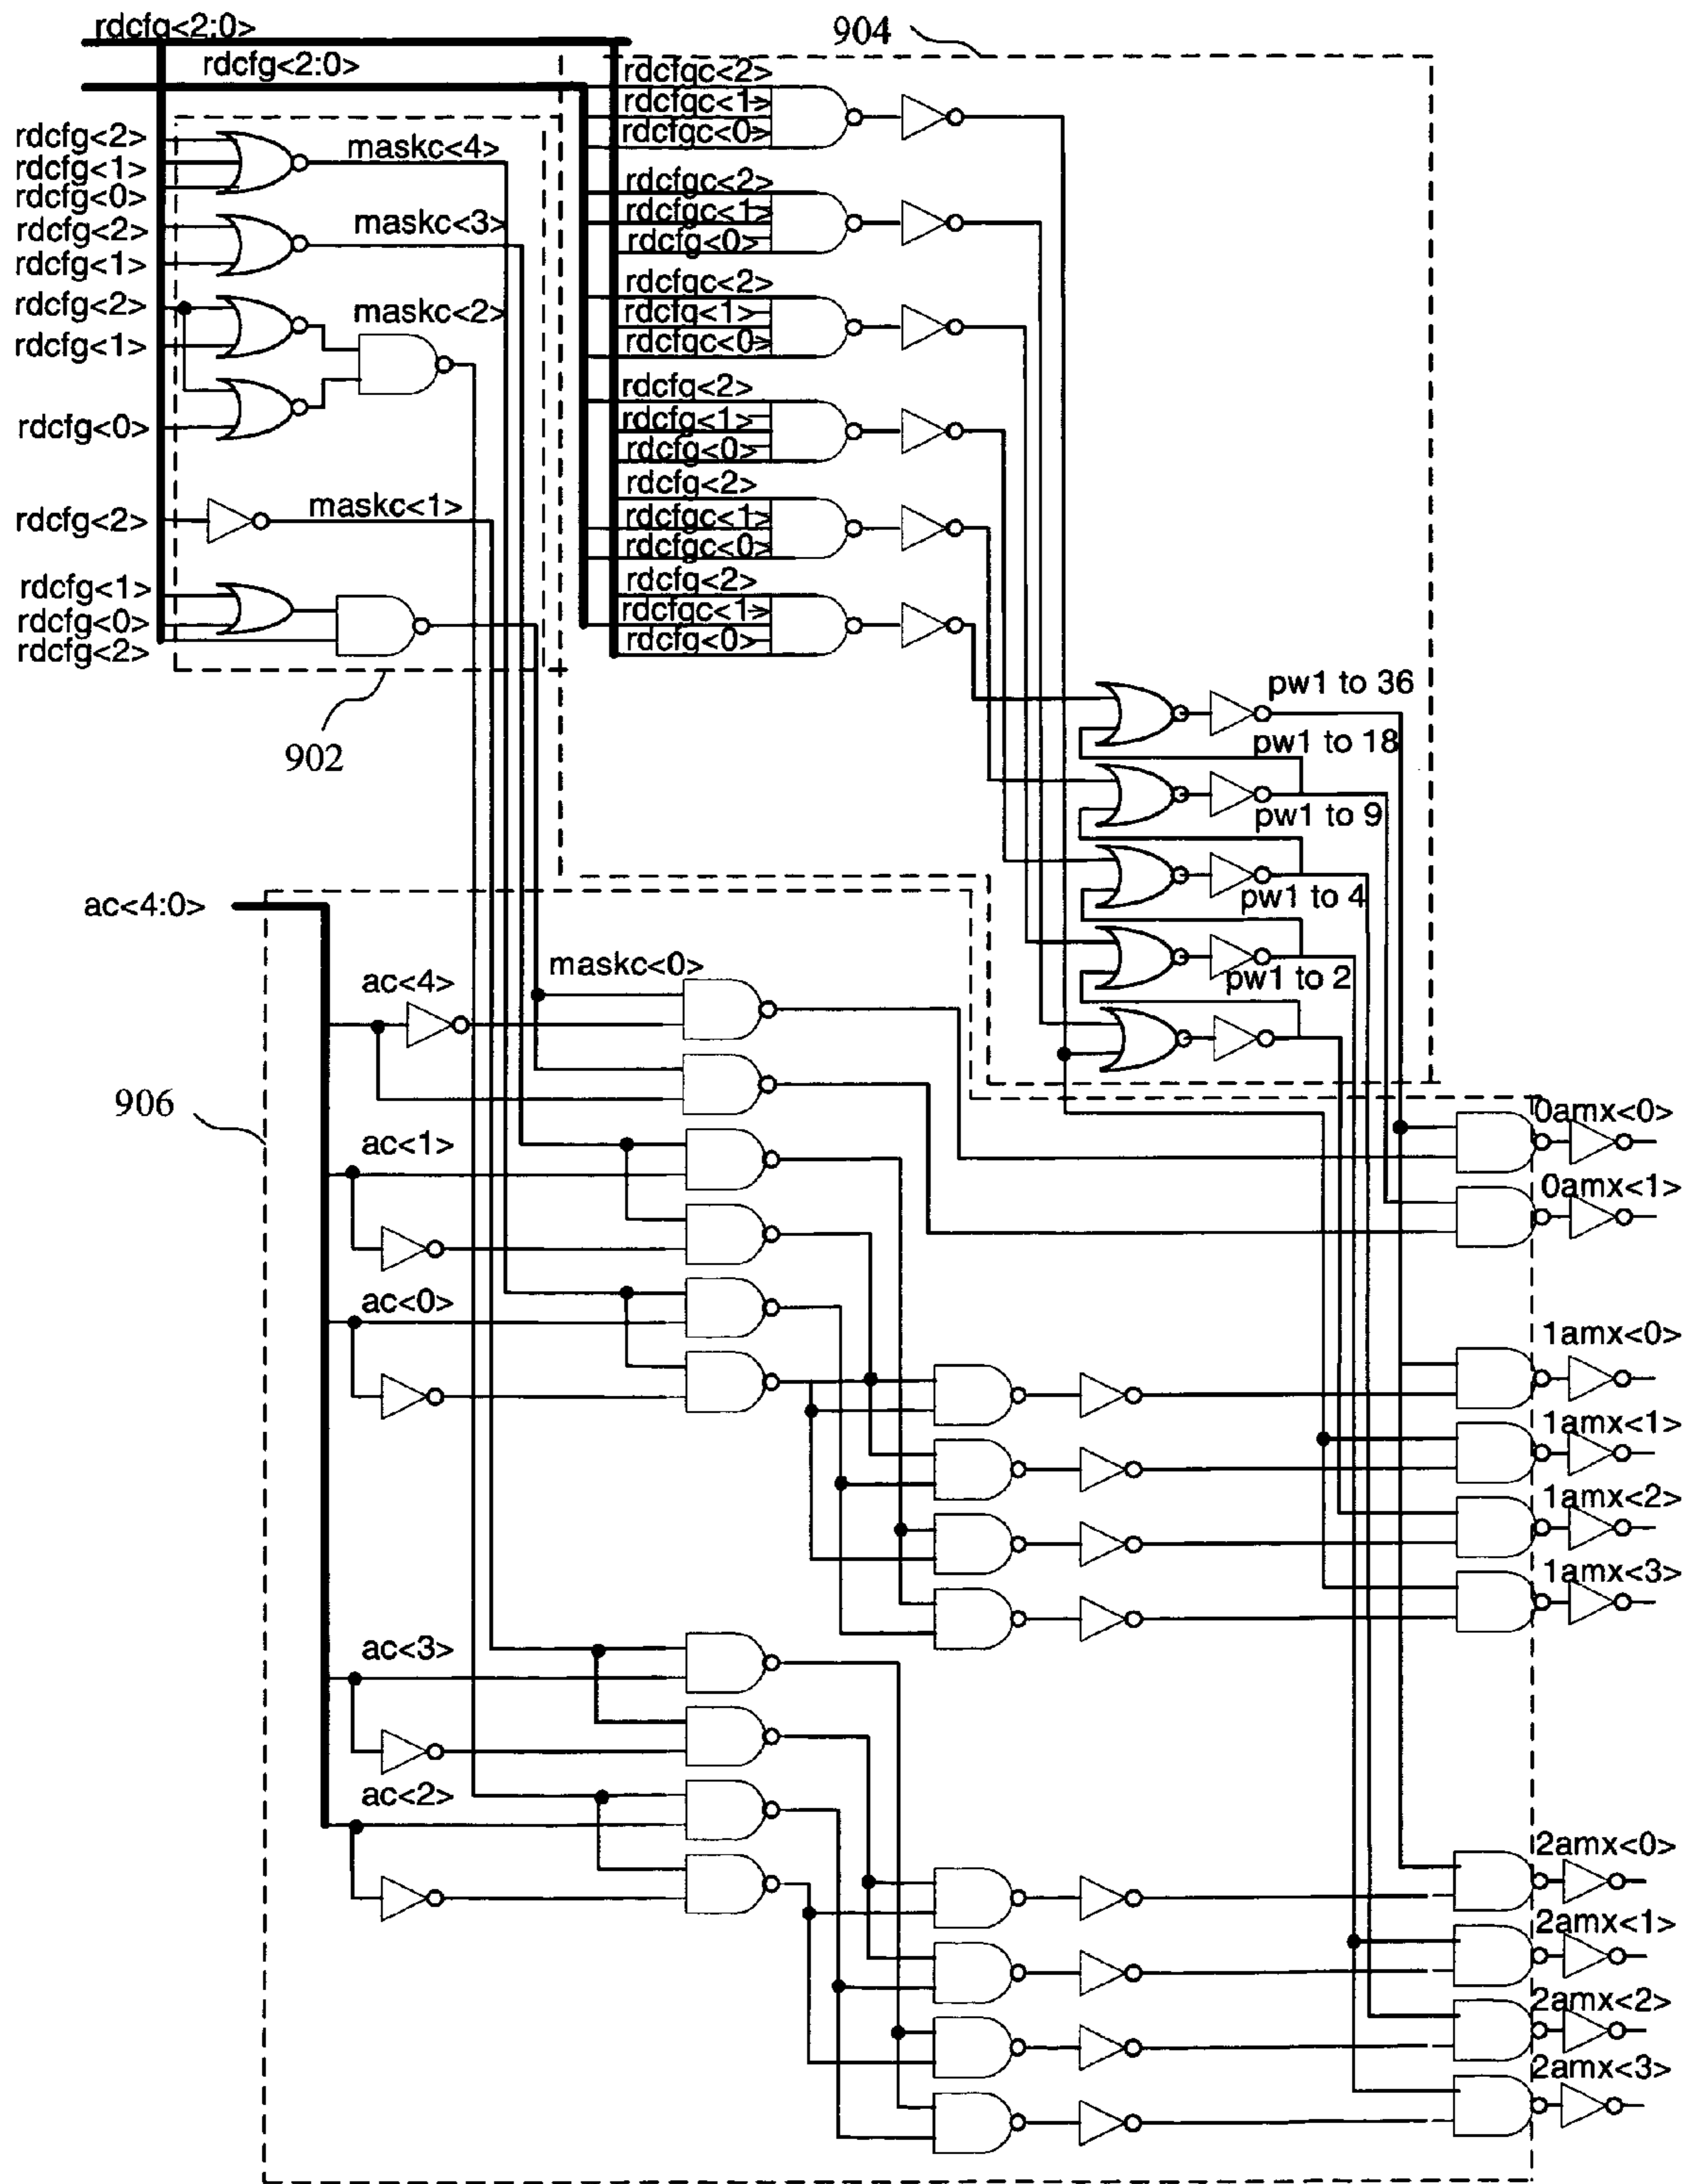 rdcfg<2:0>
904
rdcfg<2:0>
rdcfgc<2>
rdcfgc<1>
rdcfgc<0>
rdcfg<2>
rdcfg<1>
rdcfg<0>
maskc<4>
rdcfgc<2>
rdcfgc<1>
rdcfg<0>
rdcfg<2>
rdcfg<1>
maskc<3>
rdcfgc<2>
rdcfg<1>
rdcfgc<0>
rdcfg<2>
rdcfg<1>
maskc<2>
rdcfg<2>
rdcfg<1>
rdcfg<0>
rdcfg<0>
rdcfg<2>
rdcfgc<1>
rdcfgc<0>
rdcfg<2>
maskc<1>
rdcfg<2>
rdcfgc<1>
rdcfg<0>
rdcfg<1>
rdcfg<0>
rdcfg<2>
902
pw1 to 36
pw1 to 18
pw1 to 9
pw1 to 4
pw1 to 2
ac<4:0>
maskc<0>
ac<4>
906
ac<1>
ac<0>
0amx<0>
0amx<1>
1amx<0>
1amx<1>
1amx<2>
1amx<3>
ac<3>
ac<2>
2amx<0>
2amx<1>
2amx<2>
2amx<3>